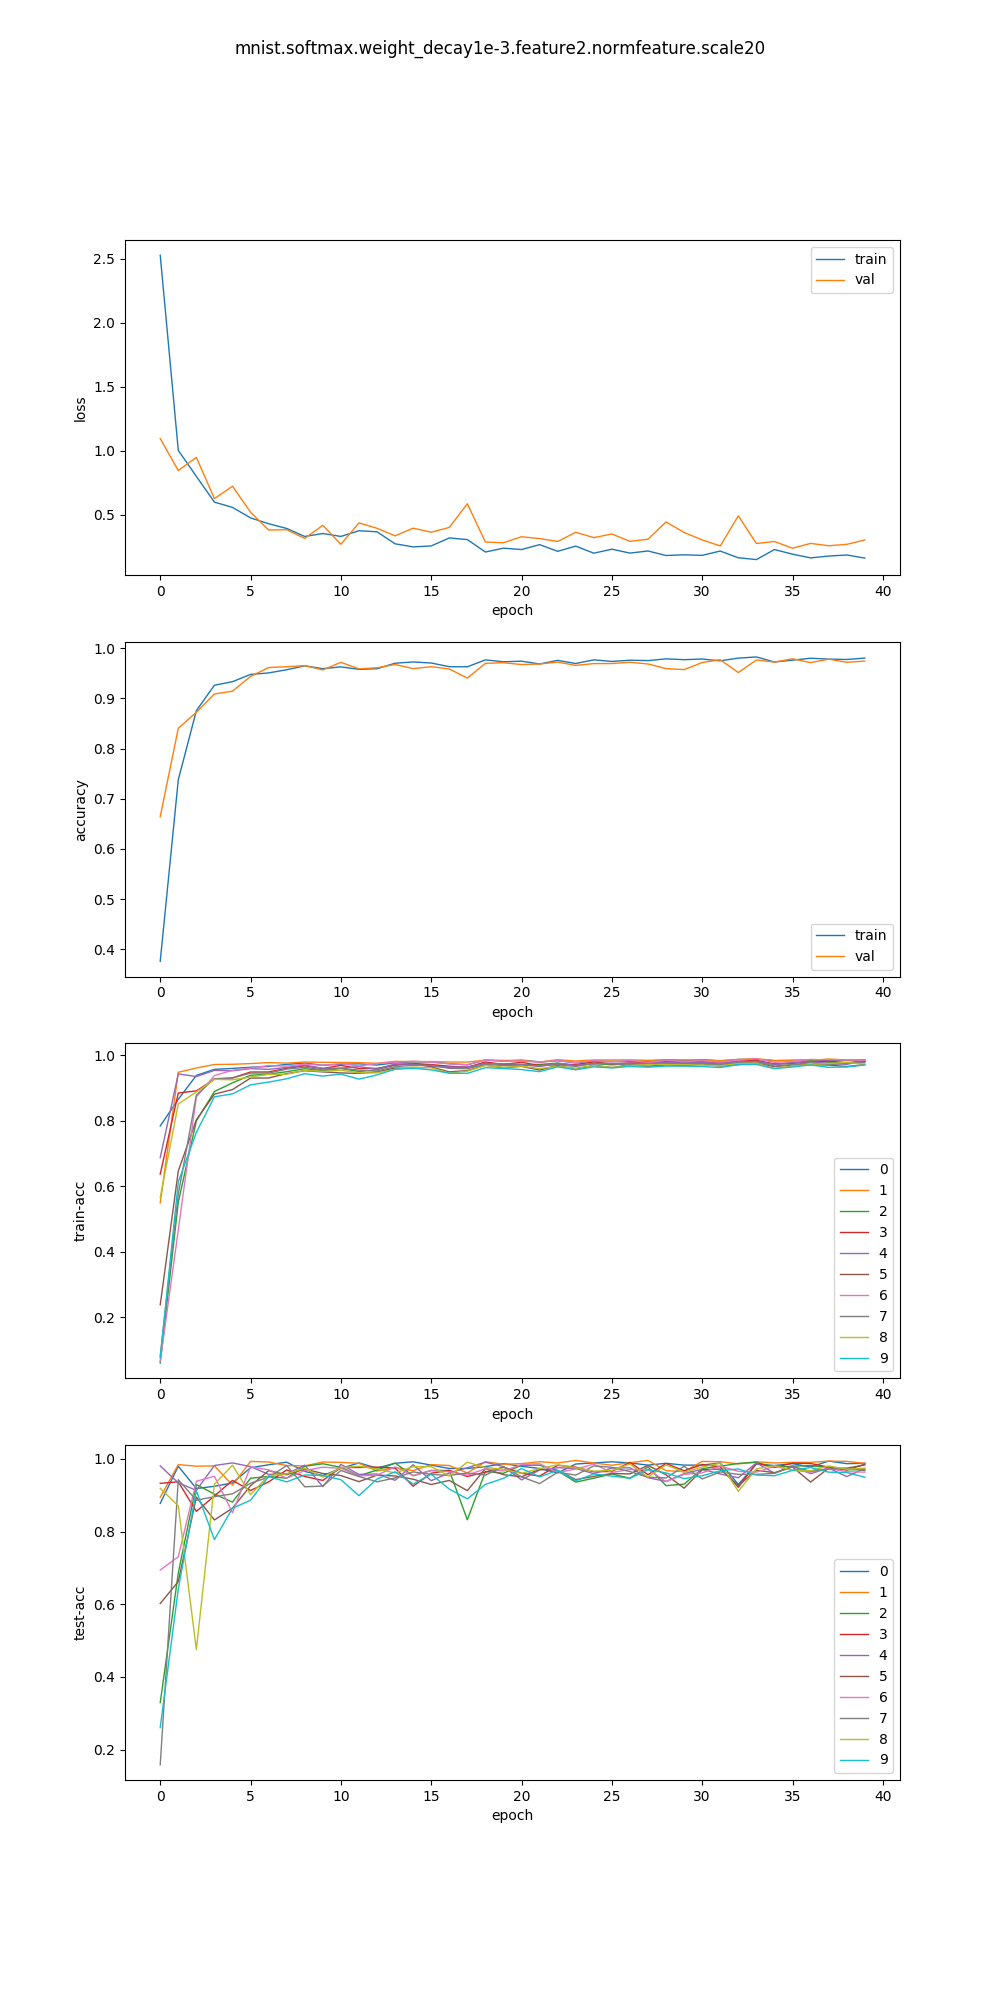 mnist.softmax.weight_decay1e-3.feature2.normfeature.scale20
2.5
2.0
1.5
1.0
0.5
loss
train
val
0 5 10 15 20 25 30 35 40
epoch
1.0
0.9
0.8
0.7
0.6
0.5
0.4
accuracy
train
val
0 5 10 15 20 25 30 35 40
epoch
1.0
0.8
0.6
0.4
0.2
train-acc
0
1
2
3
4
5
6
7
8
9
0 5 10 15 20 25 30 35 40
epoch
1.0
0.8
0.6
0.4
0.2
test-acc
0
1
2
3
4
5
6
7
8
9
0 5 10 15 20 25 30 35 40
epoch